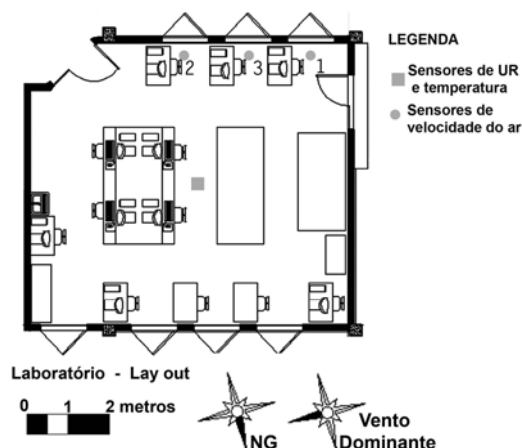 LEGENDA
Sensores de UR
e temperatura
Sensores de
velocidade do ar
2
3
1
Laboratório - Lay out
0 1 2 metros
NG
Vento
Dominante